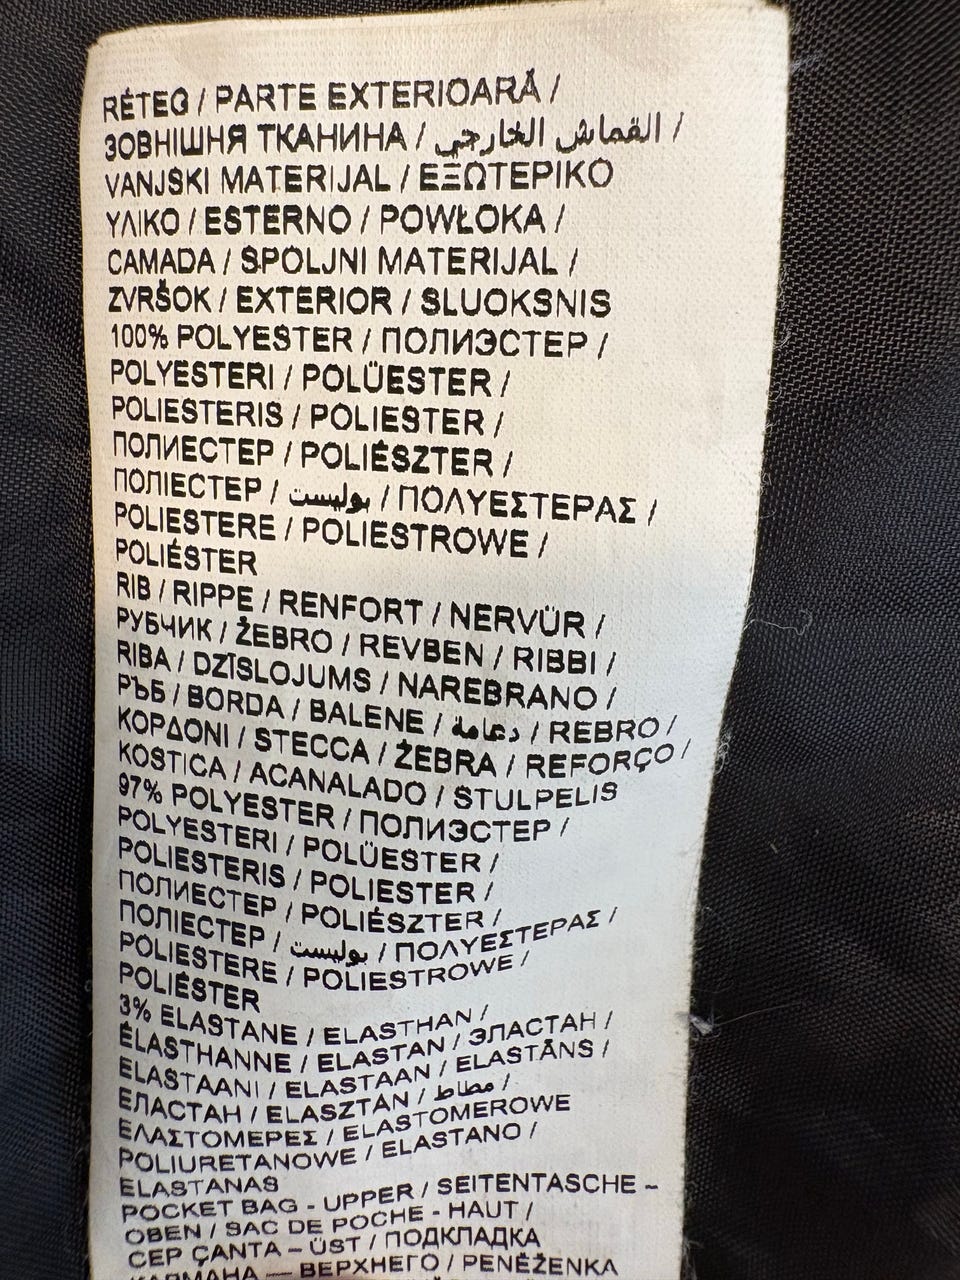 RÉTEG / PARTE EXTERIOARĂ /
ЗОВНІШНЯ ТКАНИНА / القماش الخارجي /
VANJSKI MATERIJAL / ΕΞΩΤΕΡΙΚΟ
ΥΛΙΚΟ / ESTERNO / POWŁOKA /
CAMADA / SPOLJNI MATERIJAL /
ZVRŠOK / EXTERIOR / SLUOKSNIS
100% POLYESTER / ПОЛИЭСТЕР /
POLYESTERI / POLÜESTER /
POLIESTERIS / POLIESTER /
ПОЛИЕСТЕР / POLIÉSZTER /
ПОЛІЕСТЕР / بوليست / ΠΟΛΥΕΣΤΕΡΑΣ /
POLIESTERE / POLIESTROWE /
POLIÉSTER
RIB / RIPPE / RENFORT / NERVÜR /
РУБЧИК / ŽEBRO / REVBEN / RIBBI /
RIBA / DZĪSLOJUMS / NAREBRANO /
РЪБ / BORDA / BALENE / دعامة / REBRO /
ΚΟΡΔΟΝΙ / STECCA / ŻEBRA / REFORÇO /
KOSTICA / ACANALADO / STULPELIS
97% POLYESTER / ПОЛИЭСТЕР /
POLYESTERI / POLÜESTER /
POLIESTERIS / POLIESTER /
ПОЛИЕСТЕР / POLIÉSZTER /
ПОЛІЕСТЕР / بوليست / ΠΟΛΥΕΣΤΕΡΑΣ /
POLIESTERE / POLIESTROWE /
POLIÉSTER
3% ELASTANE / ELASTHAN /
ÉLASTHANNE / ELASTAN / ЭЛАСТАН /
ELASTAANI / ELASTAAN / ELASTĀNS /
ЕЛАСТАН / ELASZTÁN / مطاط /
ΕΛΑΣΤΟΜΕΡΕΣ / ELASTOMEROWE
POLIURETANOWE / ELASTANO /
ELASTANAS
POCKET BAG - UPPER / SEITENTASCHE –
OBEN / SAC DE POCHE - HAUT /
CEP ÇANTA – ÜST / ПОДКЛАДКА
КАРМАНА — ВЕРХНЕГО / PENĚŽENKA